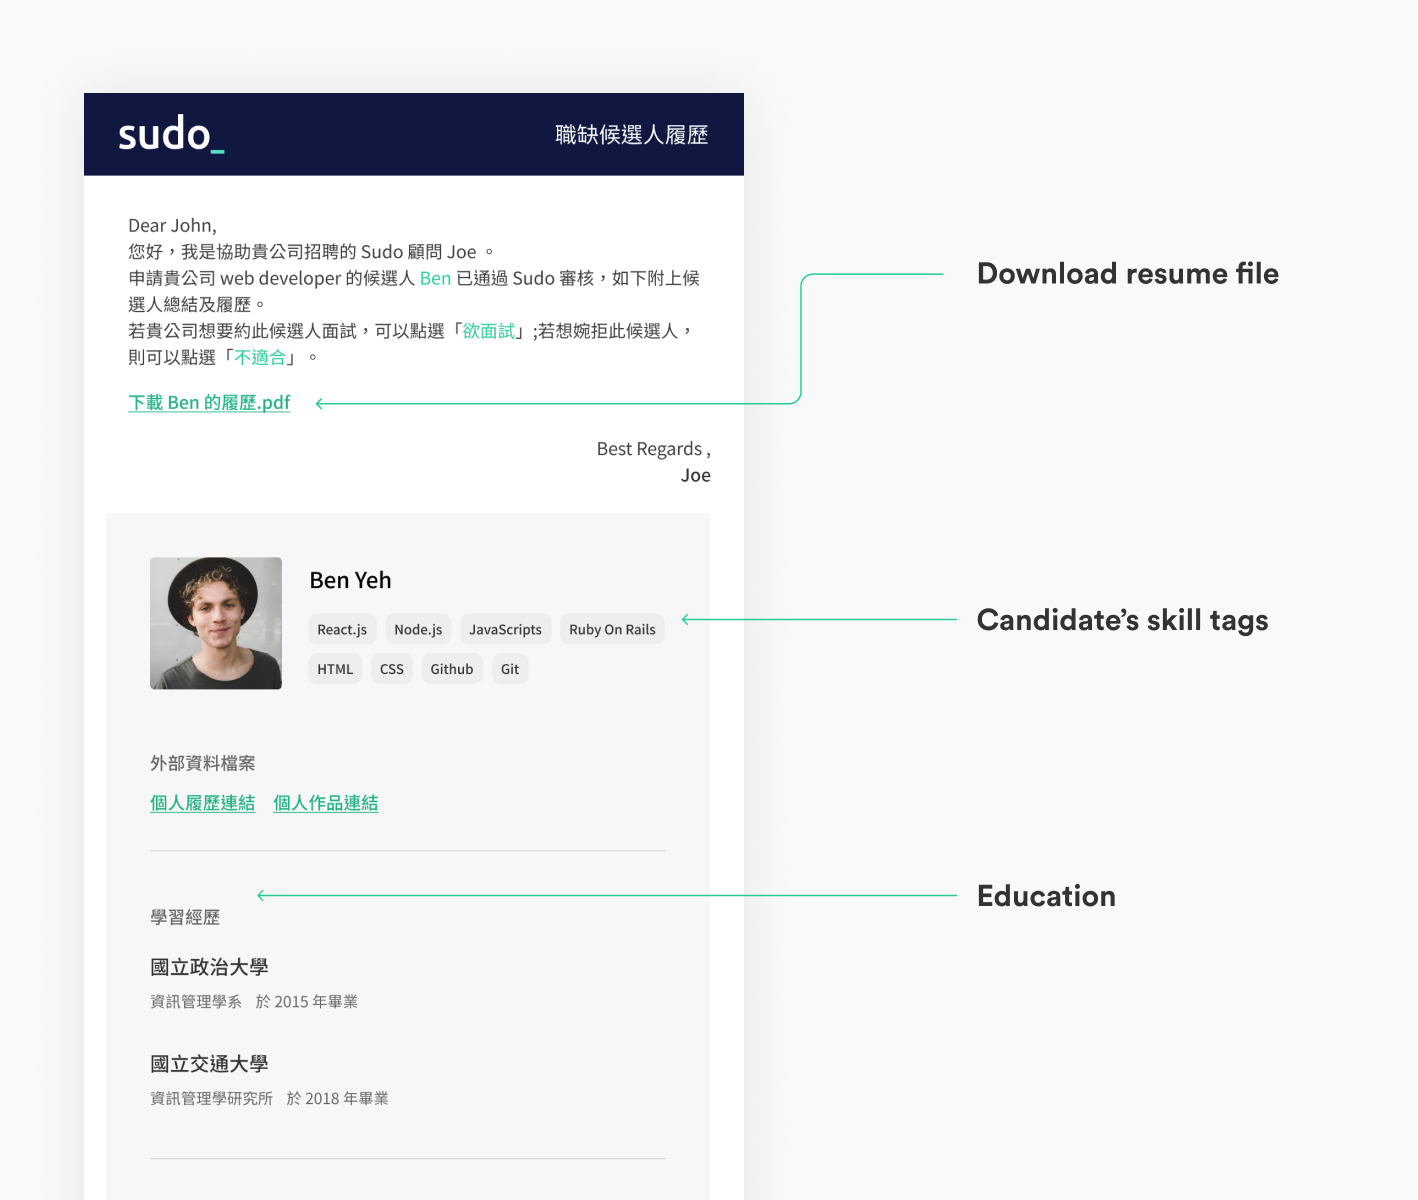 sudo_
職缺候選人履歷
Dear John,
您好，我是協助貴公司招聘的 Sudo 顧問 Joe 。
申請貴公司 web developer 的候選人 Ben 已通過 Sudo 審核，如下附上候
選人總結及履歷。
若貴公司想要約此候選人面試，可以點選「欲面試」;若想婉拒此候選人，
則可以點選「不適合」。
下載 Ben 的履歷.pdf
Download resume file
Best Regards ,
Joe
Ben Yeh
React.js Node.js JavaScripts Ruby On Rails
HTML CSS Github Git
Candidate’s skill tags
外部資料檔案
個人履歷連結 個人作品連結
學習經歷
Education
國立政治大學
資訊管理學系 於 2015 年畢業
國立交通大學
資訊管理學研究所 於 2018 年畢業